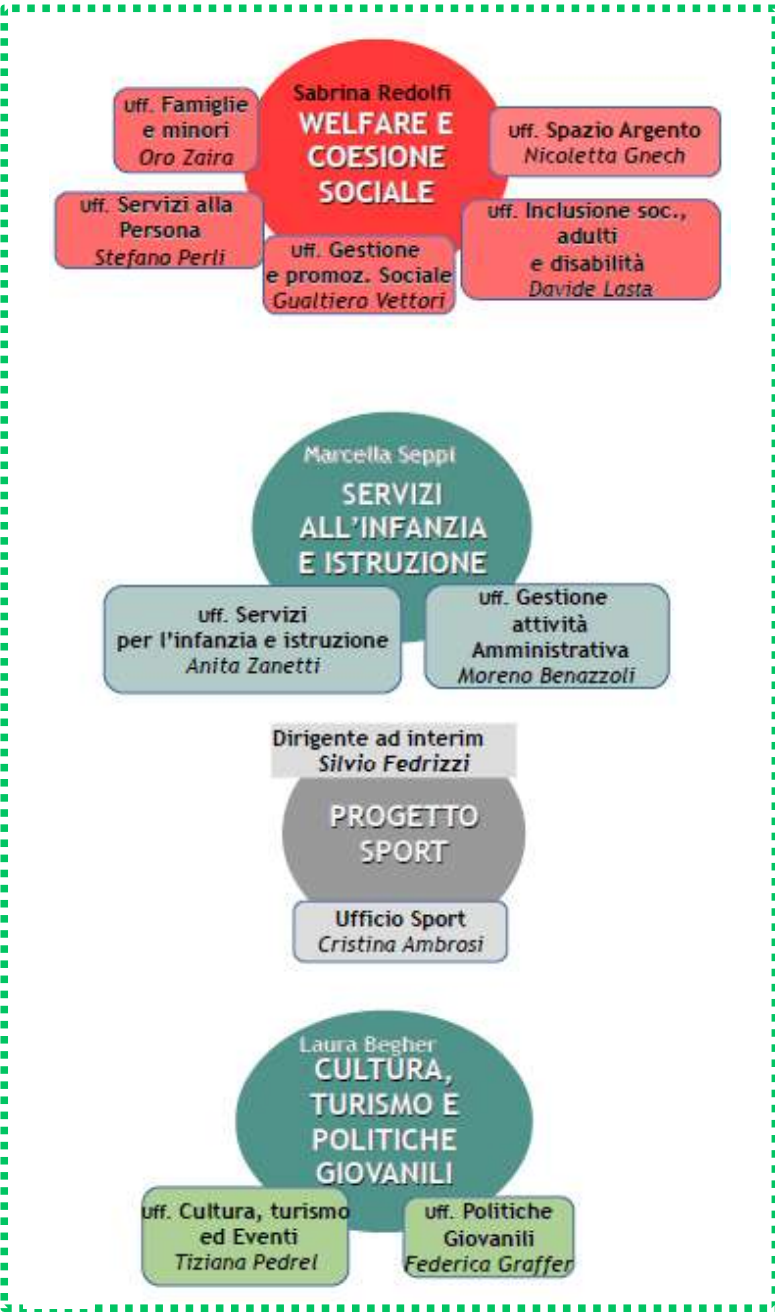 Sabrina Redolfi
WELFARE E
COESIONE
SOCIALE
Uff. Famiglie
e minori
Oro Zaira
Uff. Spazio Argento
Nicoletta Gnech
Uff. Servizi alla
Persona
Stefano Perli
Uff. Gestione
e promoz. Sociale
Gualtiero Vettori
Uff. Inclusione soc.,
adulti
e disabilità
Davide Lasta
Marcella Seppi
SERVIZI
ALL'INFANZIA
E ISTRUZIONE
Uff. Servizi
per l'infanzia e istruzione
Anita Zanetti
Uff. Gestione
attività
Amministrativa
Moreno Benazzoli
Dirigente ad interim
Silvio Fedrizzi
PROGETTO
SPORT
Ufficio Sport
Cristina Ambrosi
Laura Begher
CULTURA,
TURISMO E
POLITICHE
GIOVANILI
Uff. Cultura, turismo
ed Eventi
Tiziana Pedrel
Uff. Politiche
Giovanili
Federica Graffer